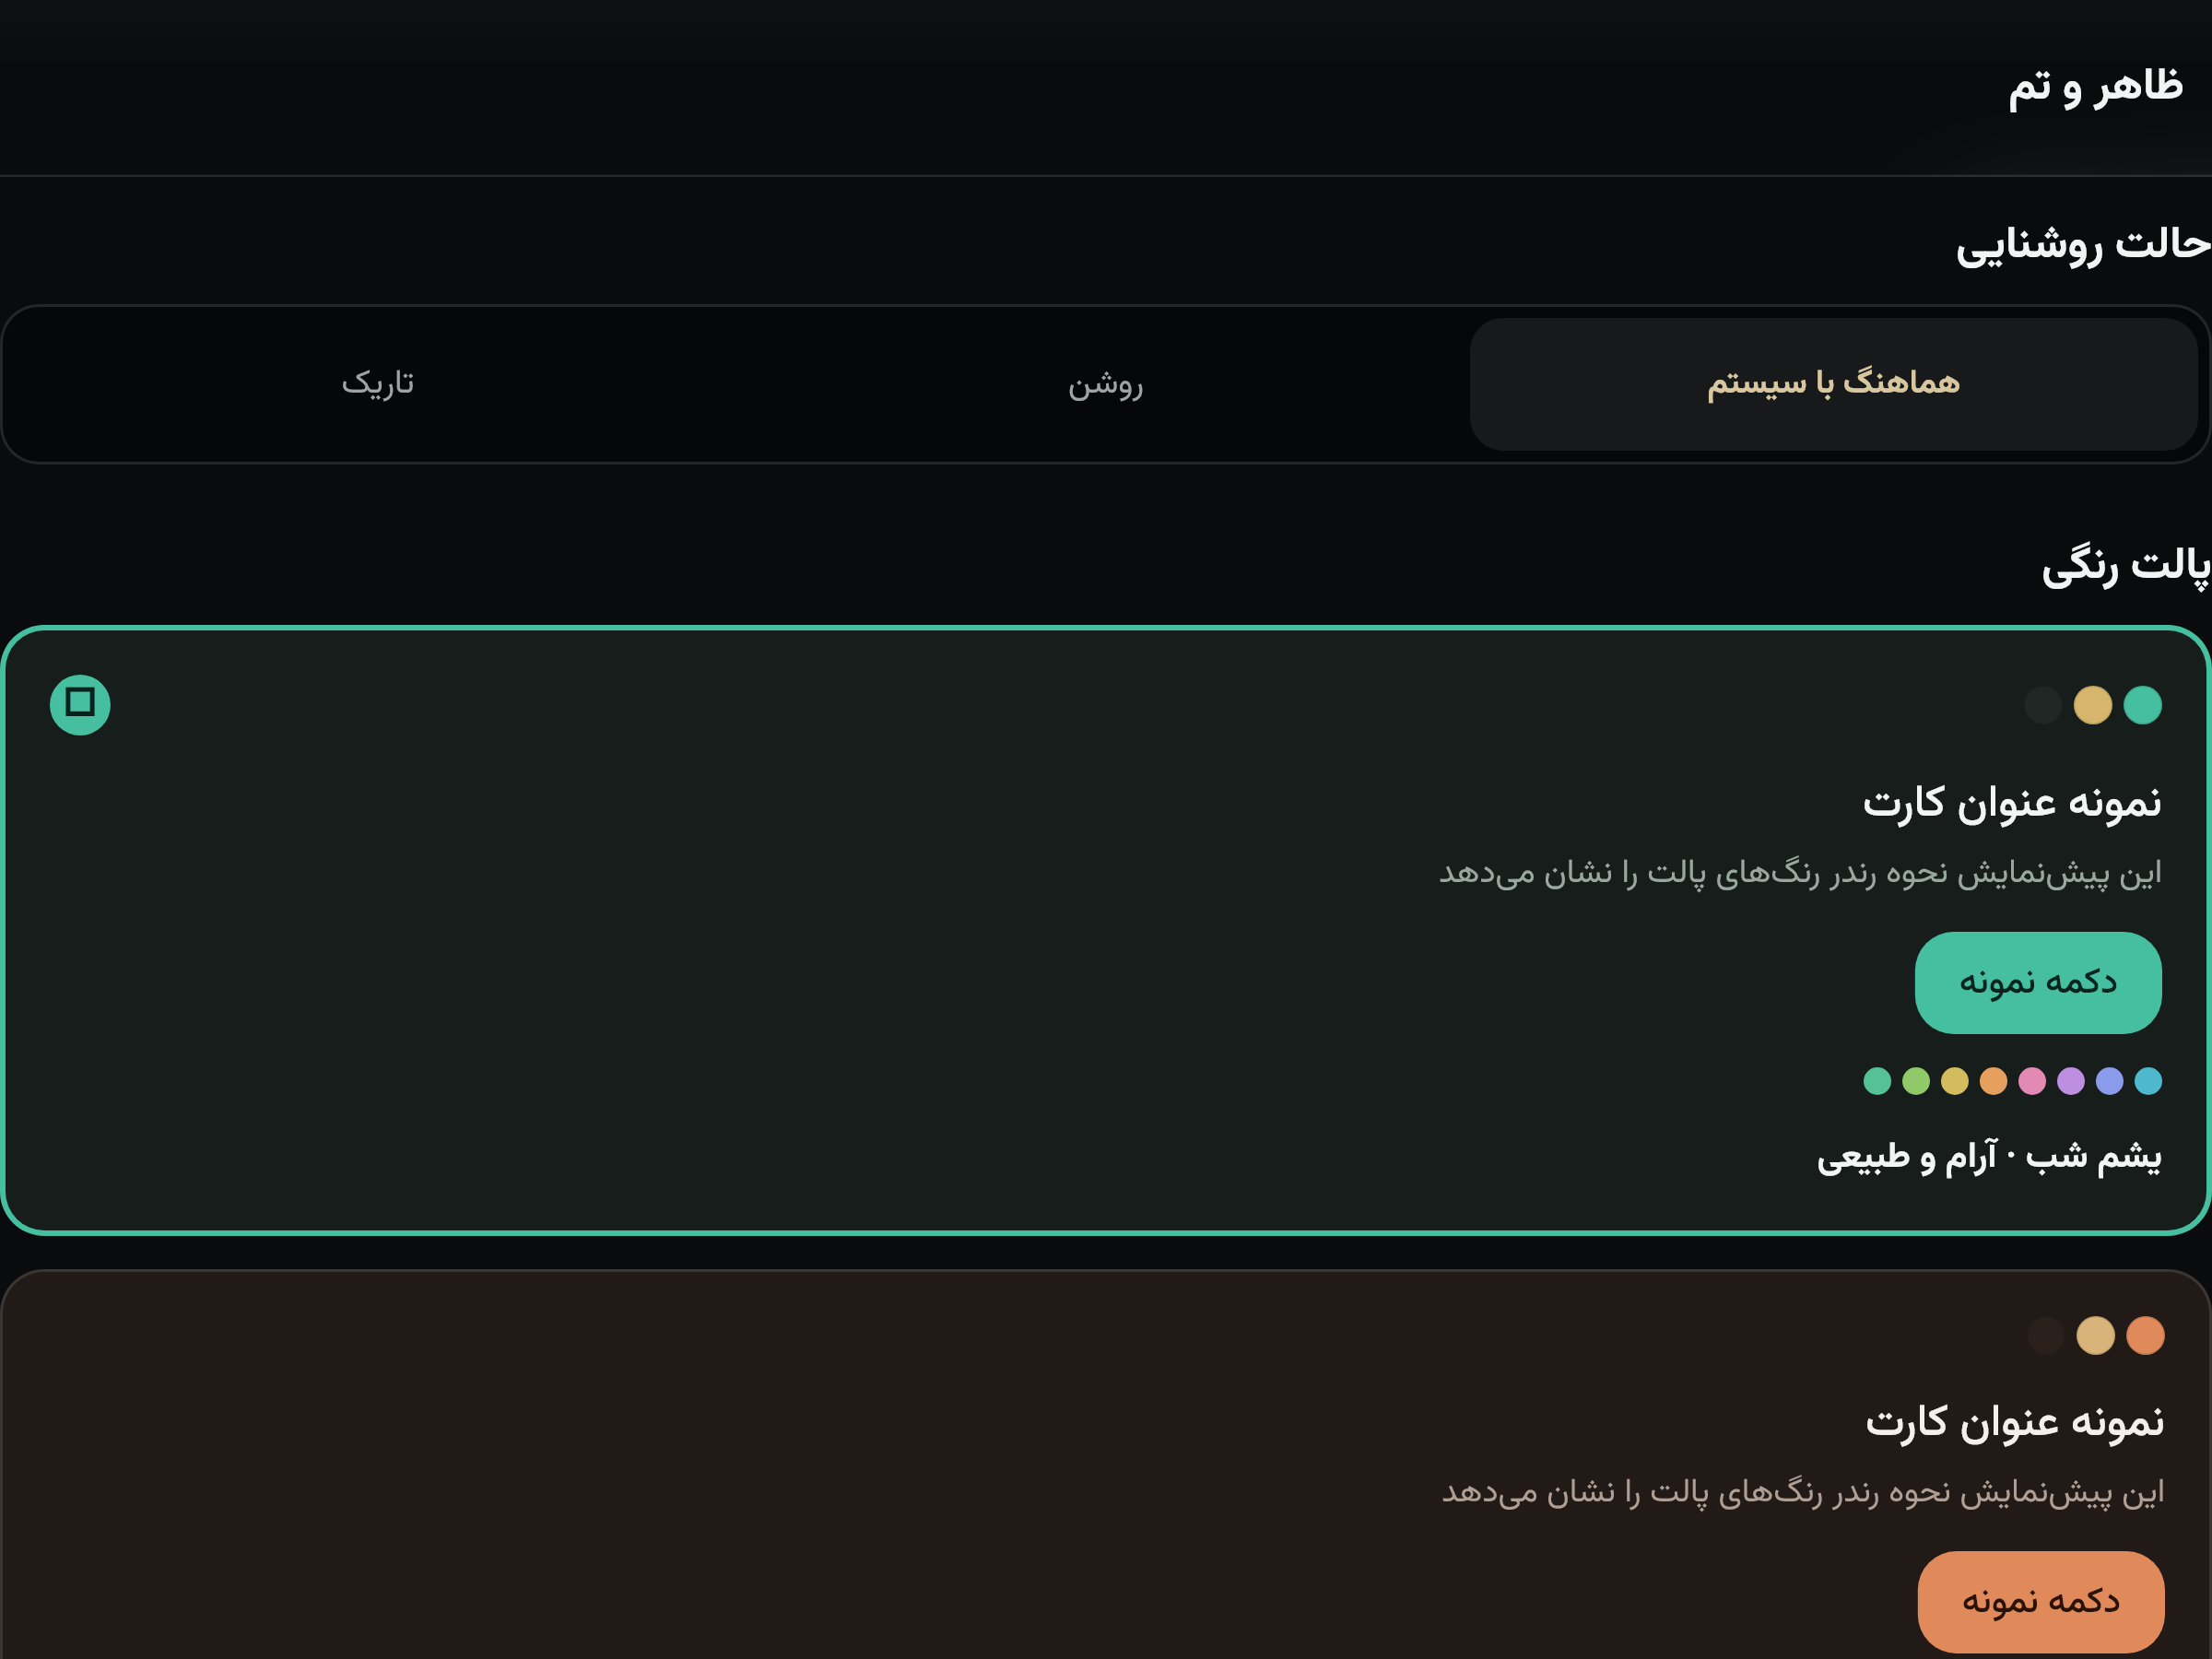 ظاهر و تم
حالت روشنایی
هماهنگ با سیستم
روشن
تاریک
پالت رنگی
نمونه عنوان کارت
این پیش‌نمایش نحوه رندر رنگ‌های پالت را نشان می‌دهد
دکمه نمونه
یشم شب · آرام و طبیعی
نمونه عنوان کارت
این پیش‌نمایش نحوه رندر رنگ‌های پالت را نشان می‌دهد
دکمه نمونه